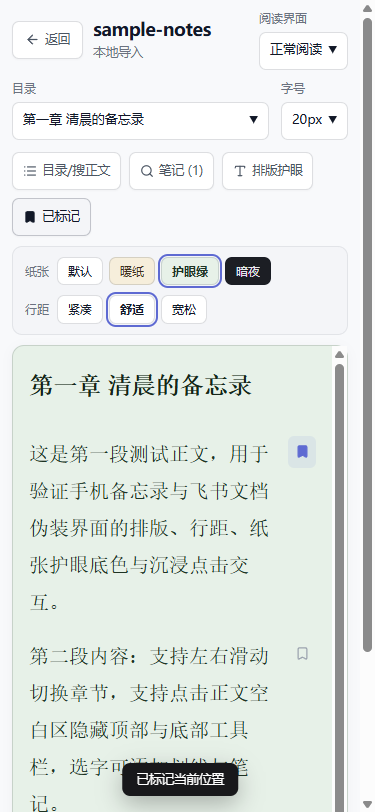 返回
sample-notes
本地导入
阅读界面
正常阅读
目录
第一章 清晨的备忘录
字号
20px
目录/搜正文
笔记 (1)
排版护眼
已标记
纸张
默认
暖纸
护眼绿
暗夜
行距
紧凑
舒适
宽松
第一章 清晨的备忘录
这是第一段测试正文，用于
验证手机备忘录与飞书文档
伪装界面的排版、行距、纸
张护眼底色与沉浸点击交
互。
第二段内容：支持左右滑动
切换章节，支持点击正文空
白区隐藏顶部与底部工具
栏，选字可
记。
已标记当前位置